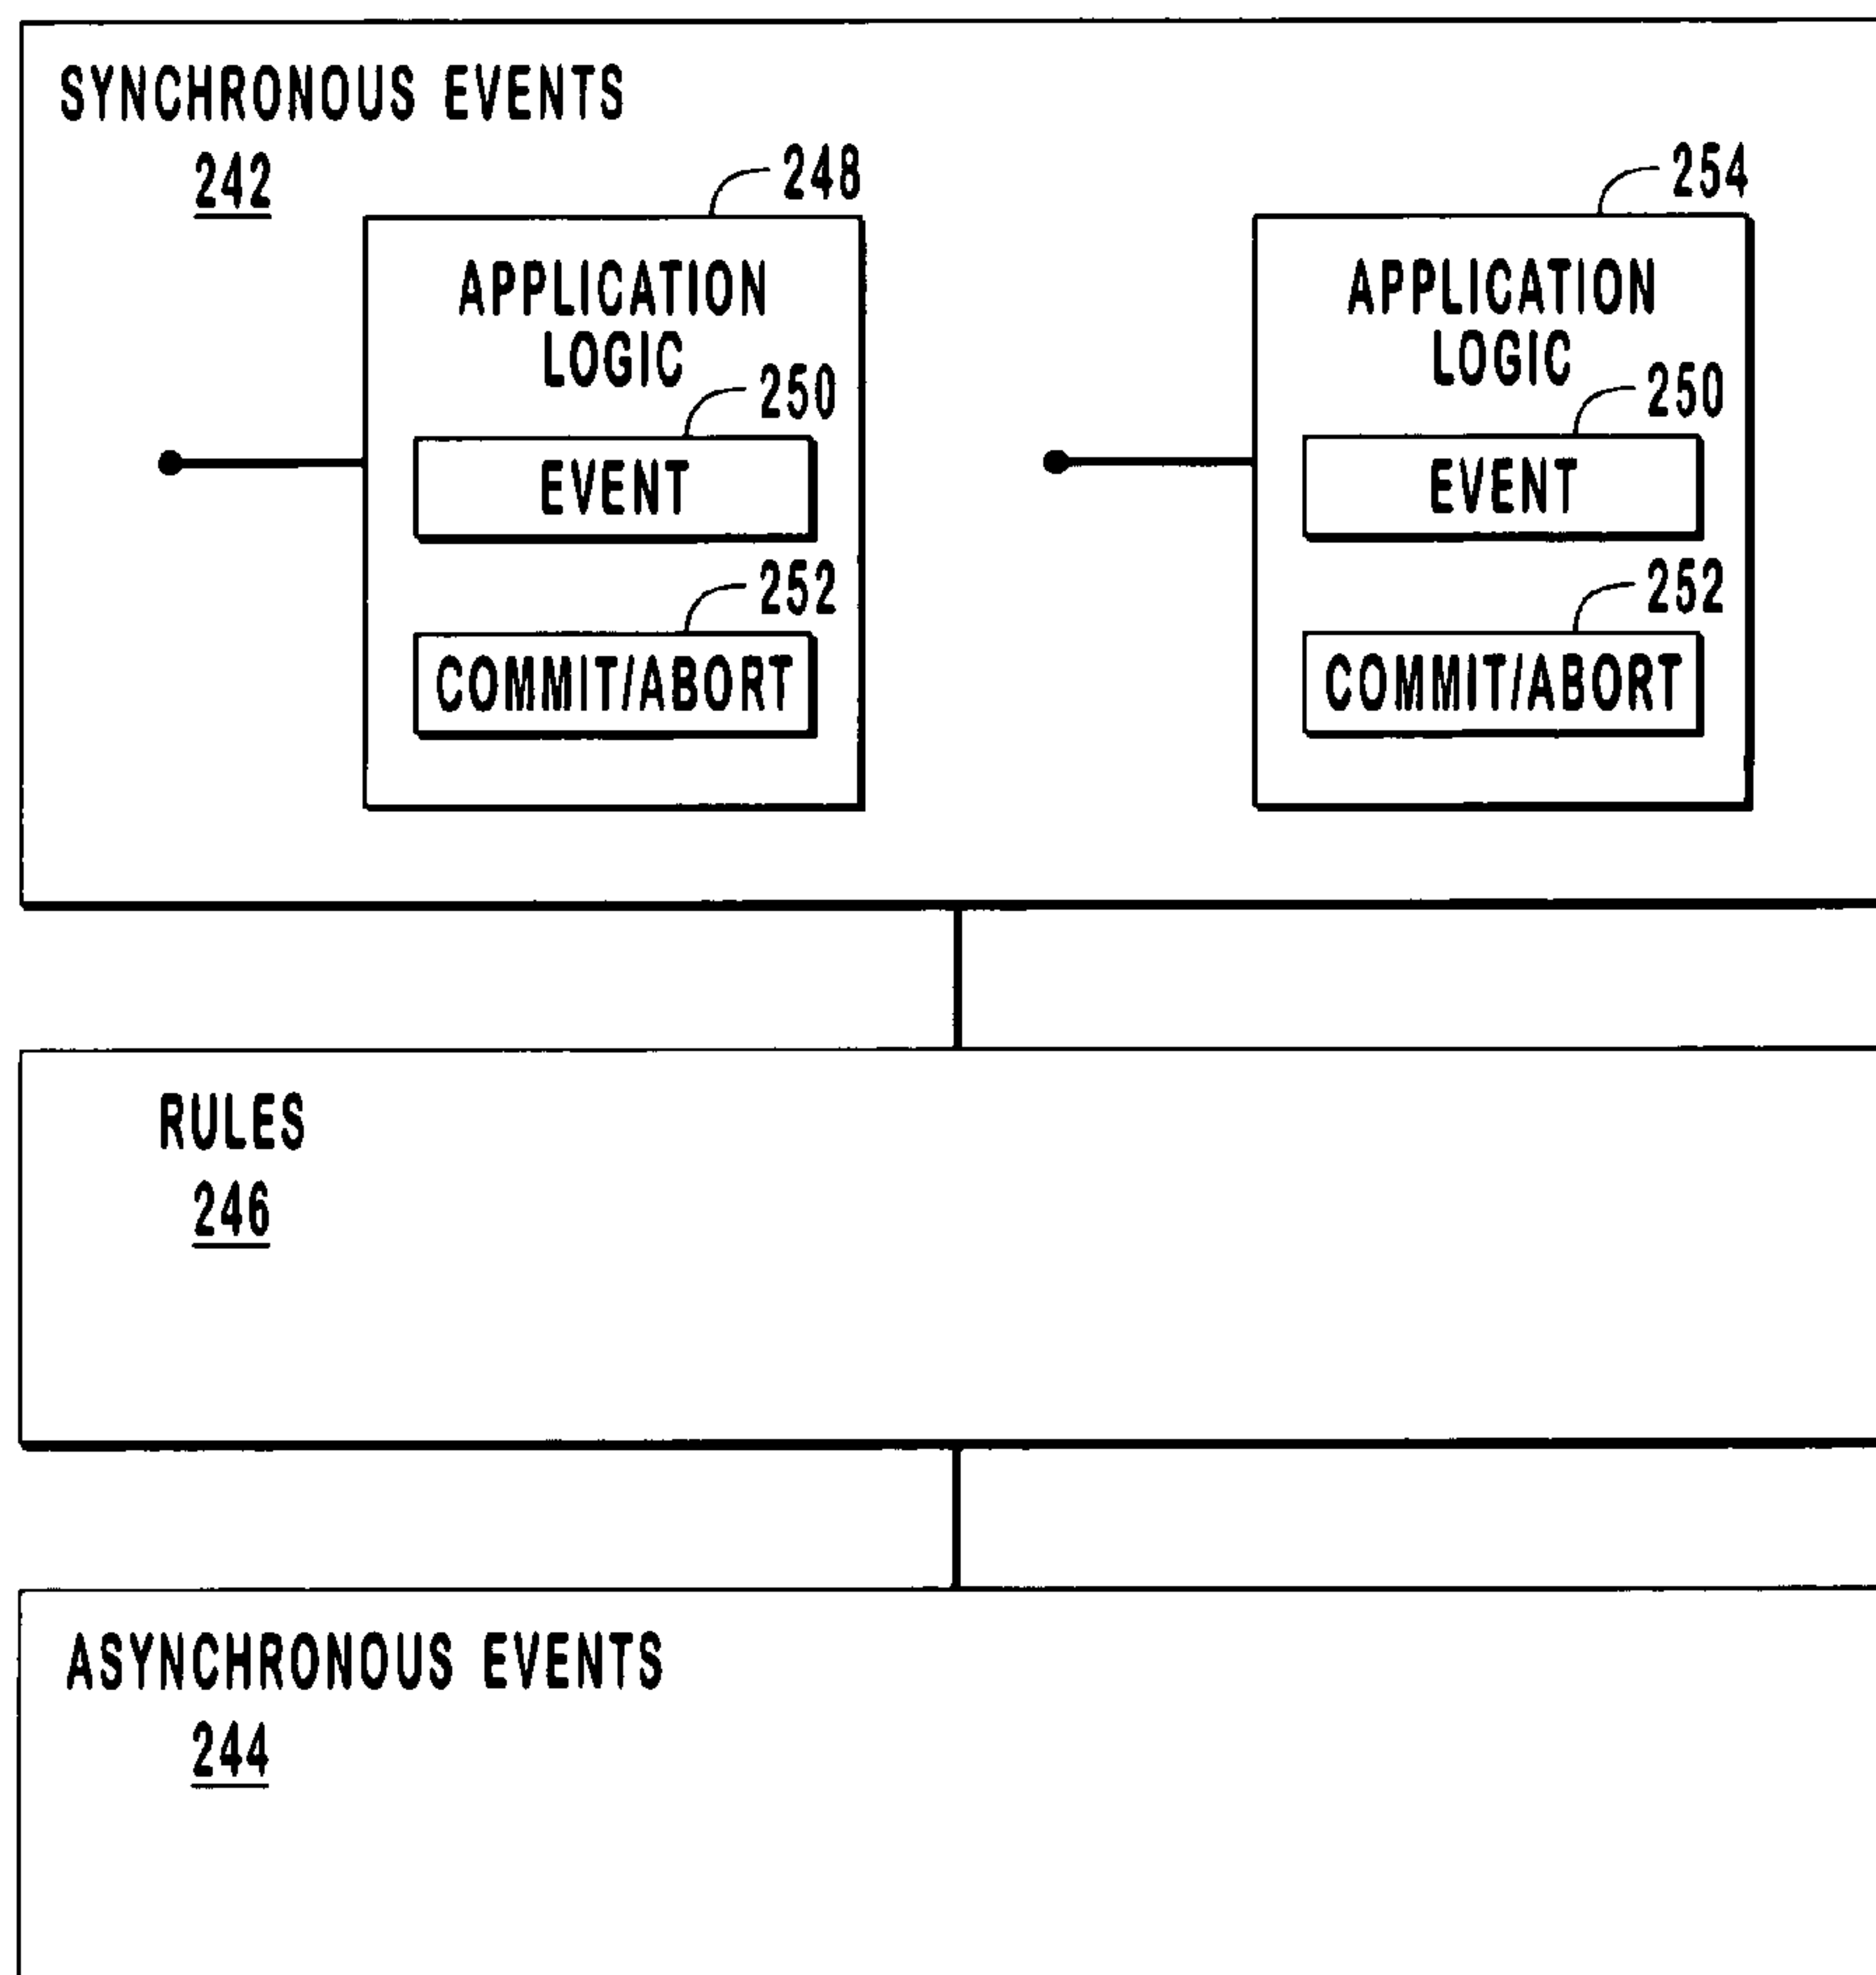 SYNCHRONOUS EVENTS
242
248
254
APPLICATION
LOGIC
APPLICATION
LOGIC
250
250
EVENT
EVENT
252
252
COMMIT/ABORT
COMMIT/ABORT
RULES
246
ASYNCHRONOUS EVENTS
244